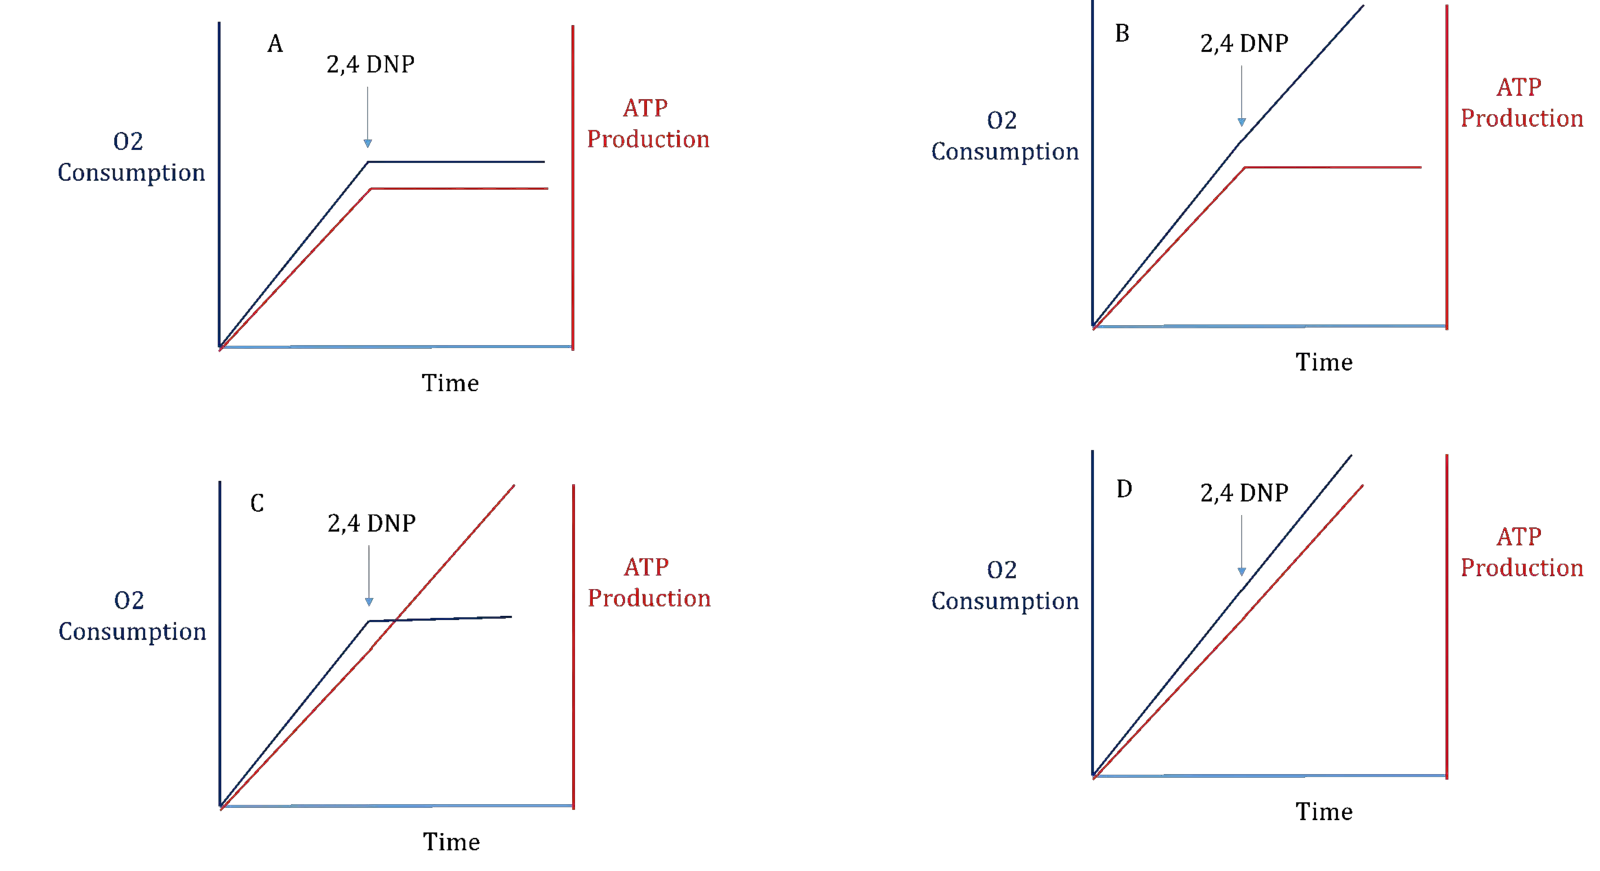 A
2,4 DNP
O2
Consumption
ATP
Production
Time
B
2,4 DNP
O2
Consumption
ATP
Production
Time
C
2,4 DNP
O2
Consumption
ATP
Production
Time
D
2,4 DNP
O2
Consumption
ATP
Production
Time